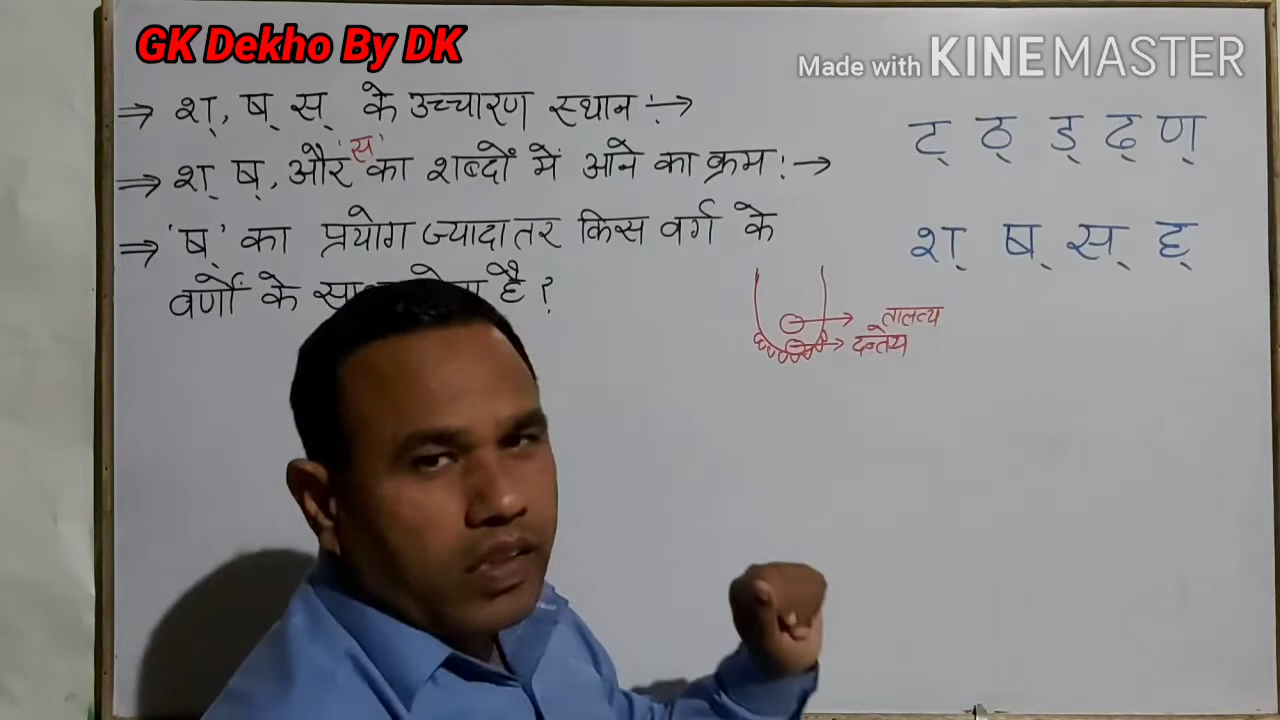 GK Dekho By DK
Made with KINEMASTER
⇒ श्, ष् स् के उच्चारण स्थान :→
⇒ श् ष्, और 'स' का शब्दों में आने का क्रम :→
⇒ 'ष्' का प्रयोग ज्यादातर किस वर्ग के
वर्णों के है ?
ट् ठ् ड् ढ् ण्
श् ष् स् ह्
तालव्य
दन्तेय